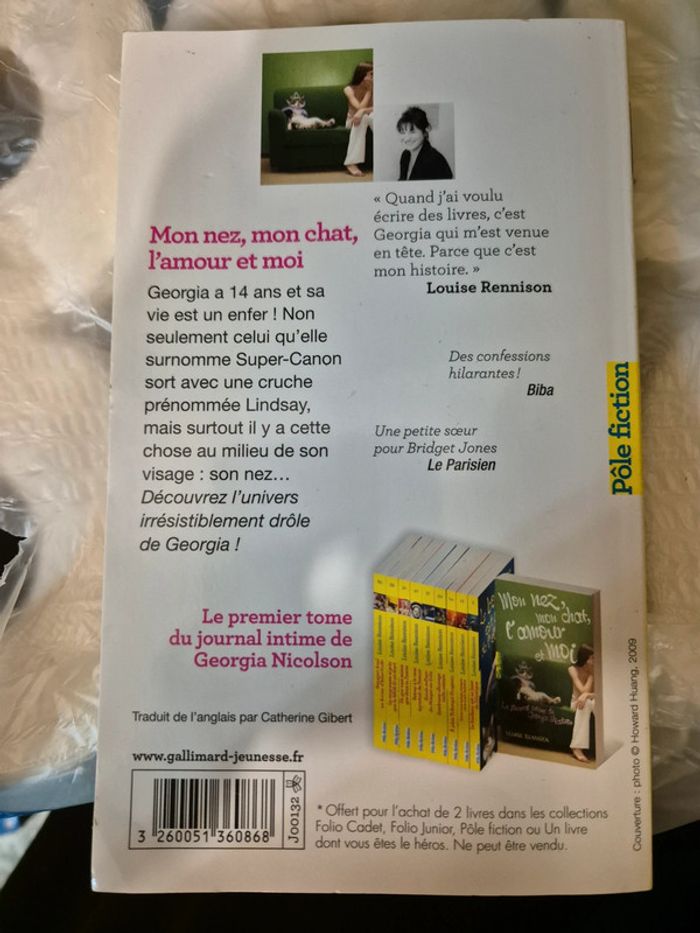 « Quand j'ai voulu
écrire des livres, c'est
Georgia qui m'est venue
en tête. Parce que c'est
mon histoire. »
Louise Rennison
Mon nez, mon chat,
l'amour et moi
Georgia a 14 ans et sa
vie est un enfer ! Non
seulement celui qu'elle
surnomme Super-Canon
sort avec une cruche
prénommée Lindsay,
mais surtout il y a cette
chose au milieu de son
visage : son nez...
Découvrez l'univers
irrésistiblement drôle
de Georgia !
Des confessions
hilarantes !
Biba
Une petite sœur
pour Bridget Jones
Le Parisien
Pôle fiction
Le premier tome
du journal intime de
Georgia Nicolson
Mon nez,
mon chat,
l'amour
et moi
Traduit de l'anglais par Catherine Gibert
www.gallimard-jeunesse.fr
3 260051 360868
J00132
* Offert pour l'achat de 2 livres dans les collections
Folio Cadet, Folio Junior, Pôle fiction ou Un livre
dont vous êtes le héros. Ne peut être vendu.
Couverture : photo © Howard Huang, 2009